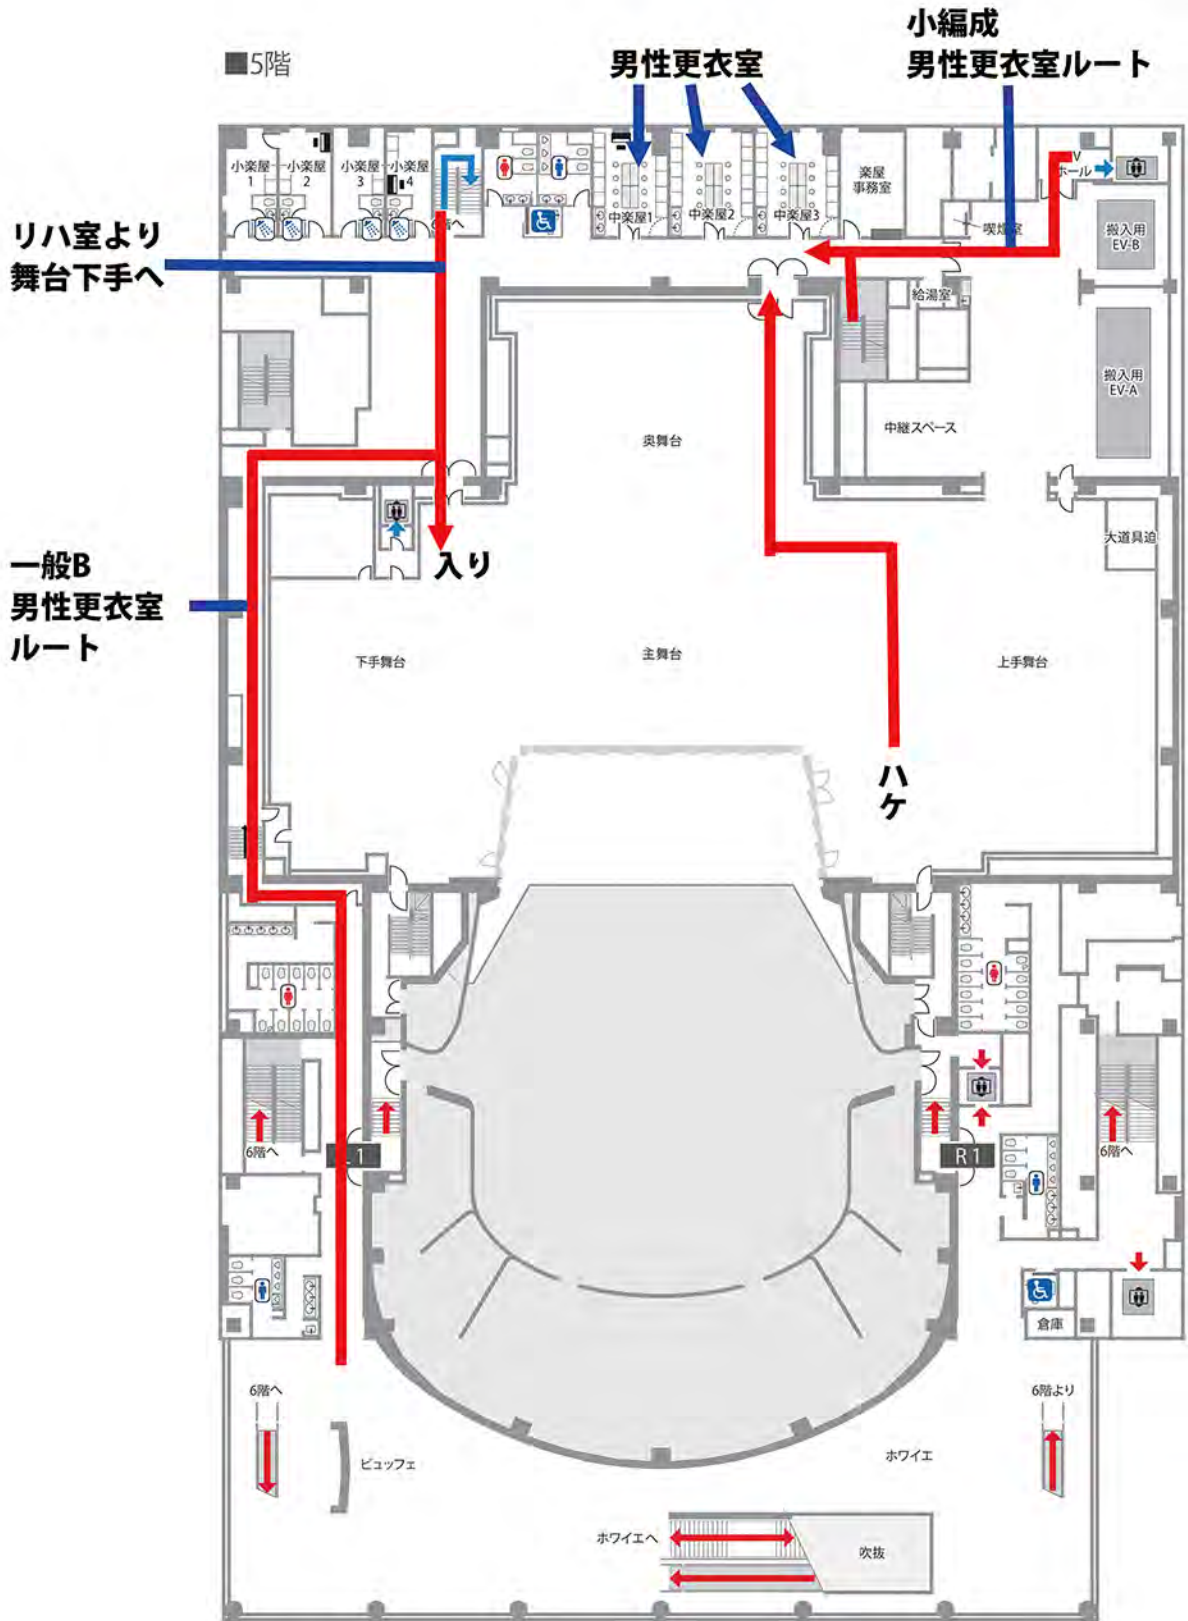 小編成
男性更衣室ルート
■5階
男性更衣室
小楽屋
1
小楽屋
2
小楽屋
3
小楽屋
4
中楽屋1
中楽屋2
中楽屋3
楽屋
事務室
ホール
喫煙室
搬入用
EV-B
リハ室より
舞台下手へ
給湯室
搬入用
EV-A
中継スペース
奥舞台
大道具迫
入り
一般B
男性更衣室
ルート
下手舞台
主舞台
上手舞台
ハ
ケ
6階へ
1
R 1
6階へ
倉庫
6階へ
6階より
ビュッフェ
ホワイエ
ホワイエへ
吹抜